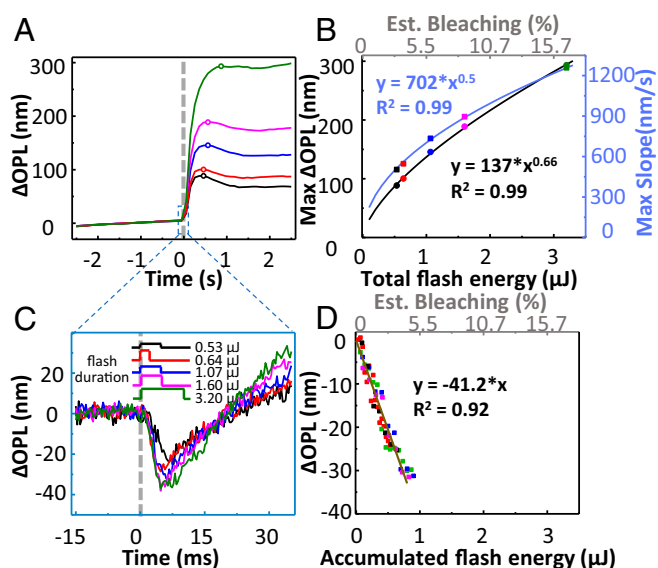 A
ΔOPL (nm)
300
200
100
0
-2 -1 0 1 2
Time (s)
B
Est. Bleaching (%)
0 5.5 10.7 15.7
Max ΔOPL (nm)
300
200
100
0
y = 702*x^0.5
R² = 0.99
y = 137*x^0.66
R² = 0.99
1200
900
600
300
0
Max Slope(nm/s)
0 1 2 3
Total flash energy (μJ)
C
ΔOPL (nm)
20
0
-20
-40
flash
duration
0.53 μJ
0.64 μJ
1.07 μJ
1.60 μJ
3.20 μJ
-15 0 15 30
Time (ms)
D
Est. Bleaching (%)
0 5.5 10.7 15.7
ΔOPL (nm)
0
-10
-20
-30
-40
y = -41.2*x
R² = 0.92
0 1 2 3
Accumulated flash energy (μJ)